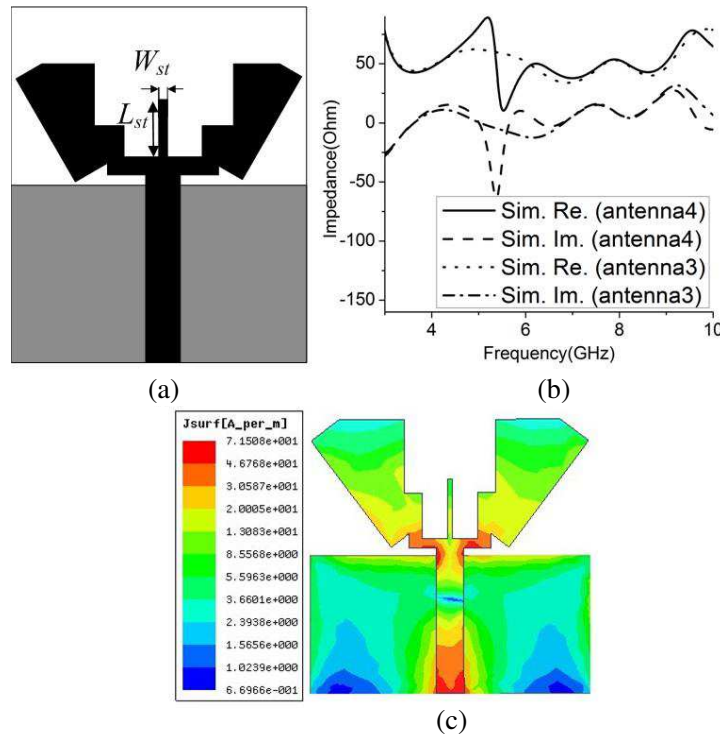 W_st
L_st
(a)
Impedance(Ohm)
50
0
-50
-100
-150
Sim. Re. (antenna4)
Sim. Im. (antenna4)
Sim. Re. (antenna3)
Sim. Im. (antenna3)
4
6
8
10
Frequency(GHz)
(b)
Jsurf[A_per_m]
7.1508e+001
4.6768e+001
3.0587e+001
2.0005e+001
1.3083e+001
8.5568e+000
5.5963e+000
3.6601e+000
2.3938e+000
1.5656e+000
1.0239e+000
6.6966e-001
(c)